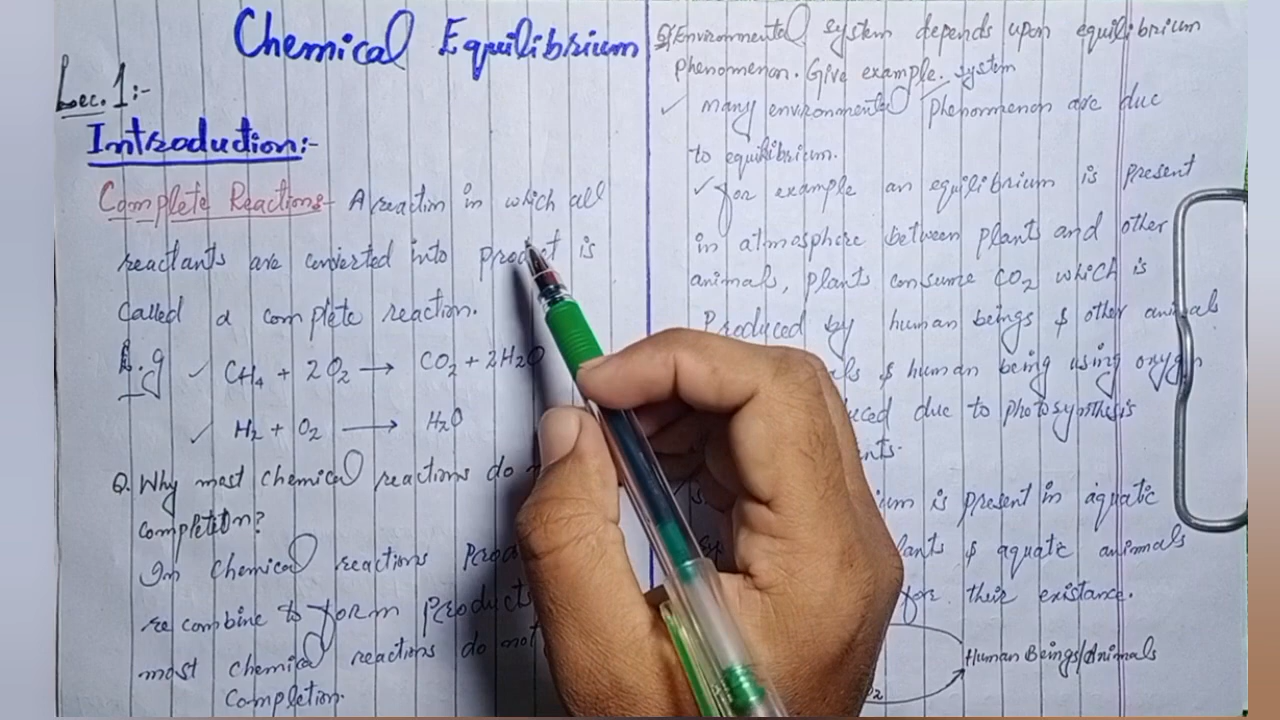 Chemical Equilibrium
Lec. 1:-
Introduction:-
Complete Reactions- A reaction in which all
reactants are converted into product is
called a complete reaction.
E.g ✓ CH4 + 2O2 → CO2 + 2H2O
✓ H2 + O2 → H2O
Q. Why most chemical reactions do
completion?
In chemical reactions
recombine to form products
most chemical reactions do not
completion.
Q Environmental system depends upon equilibrium
phenomenon. Give example. system
✓ many environmental phenomenon are due
to equilibrium.
✓ for example an equilibrium is present
in atmosphere between plants and other
animals, plants consume CO2 which is
Produced by human beings & other animals
& human being using oxygen
due to photosynthesis
is present in aquatic
& aquatic animals
for their existance.
Human Beings/Animals